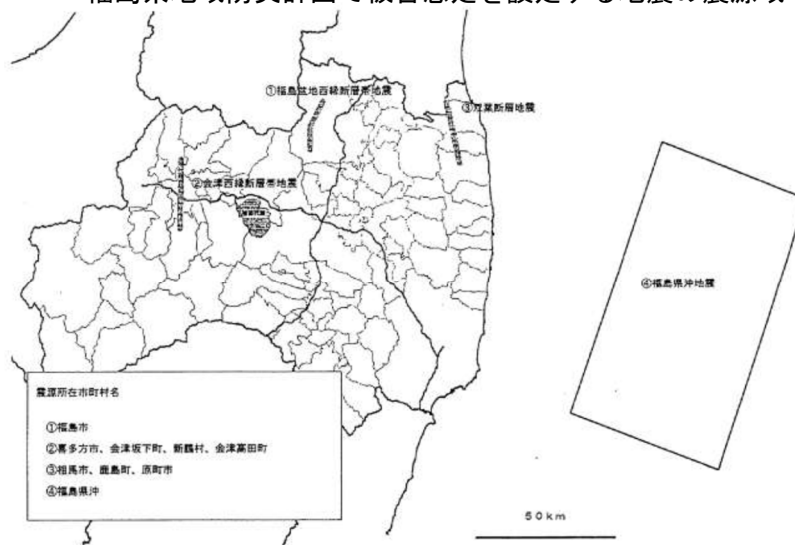 福島県地域防災計画で被害想定を設定する地震の震源域
①福島盆地西縁断層帯地震
③双葉断層地震
②会津西縁断層帯地震
④福島県沖地震
震源所在市町村名
①福島市
②喜多方市、会津坂下町、新鶴村、会津高田町
③相馬市、鹿島町、原町市
④福島県沖
50km